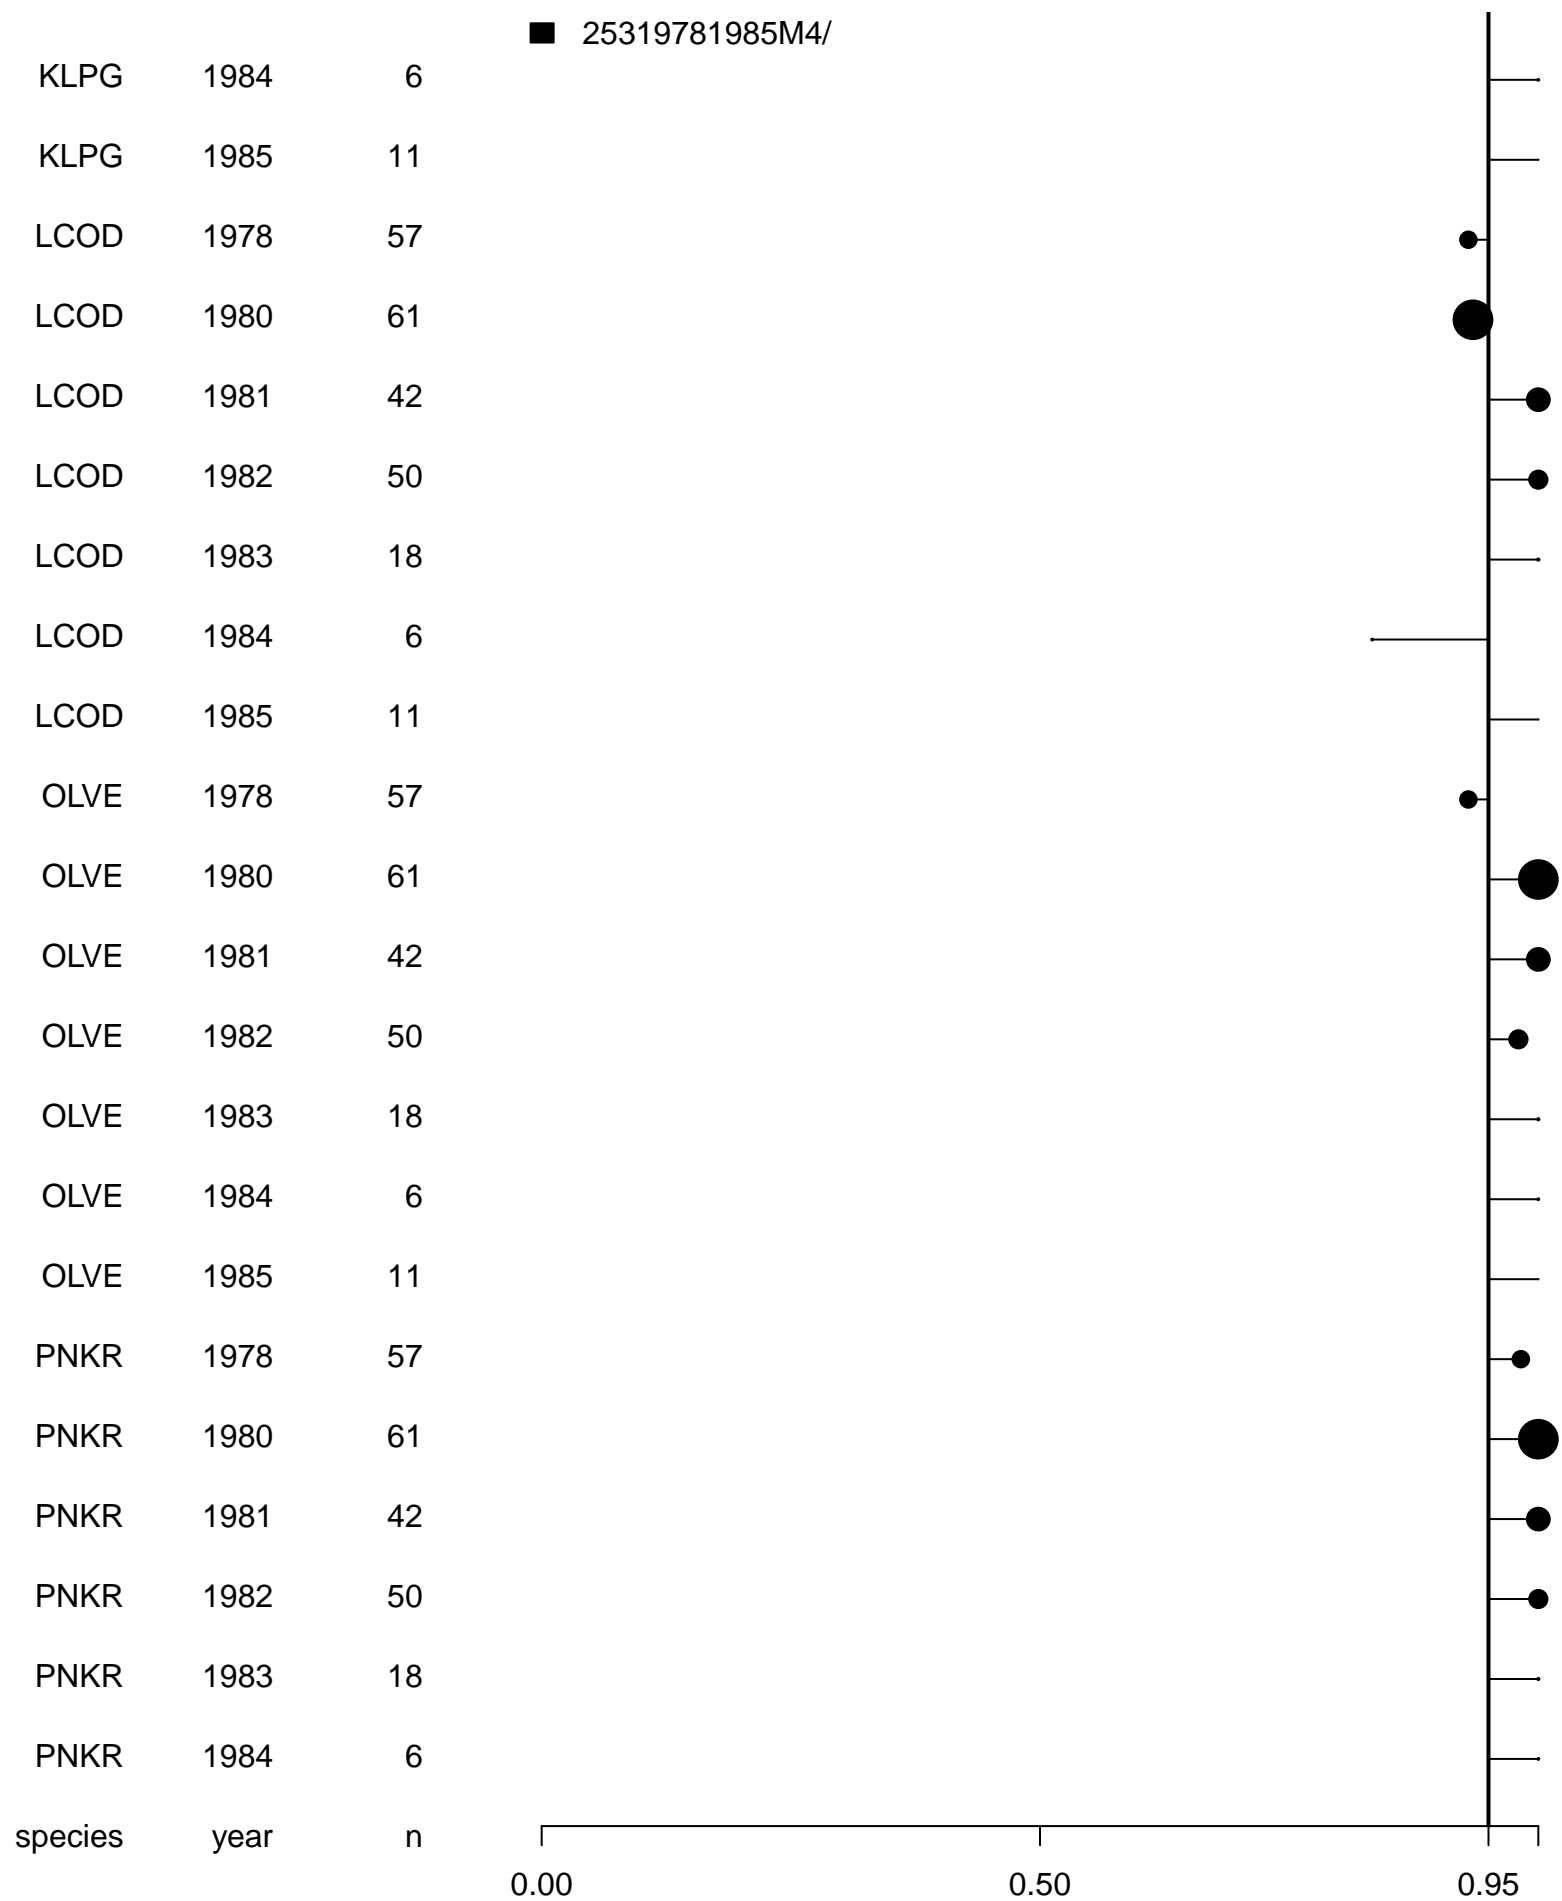 25319781985M4/
KLPG 1984 6
KLPG 1985 11
LCOD 1978 57
LCOD 1980 61
LCOD 1981 42
LCOD 1982 50
LCOD 1983 18
LCOD 1984 6
LCOD 1985 11
OLVE 1978 57
OLVE 1980 61
OLVE 1981 42
OLVE 1982 50
OLVE 1983 18
OLVE 1984 6
OLVE 1985 11
PNKR 1978 57
PNKR 1980 61
PNKR 1981 42
PNKR 1982 50
PNKR 1983 18
PNKR 1984 6
species year n
0.00 0.50 0.95